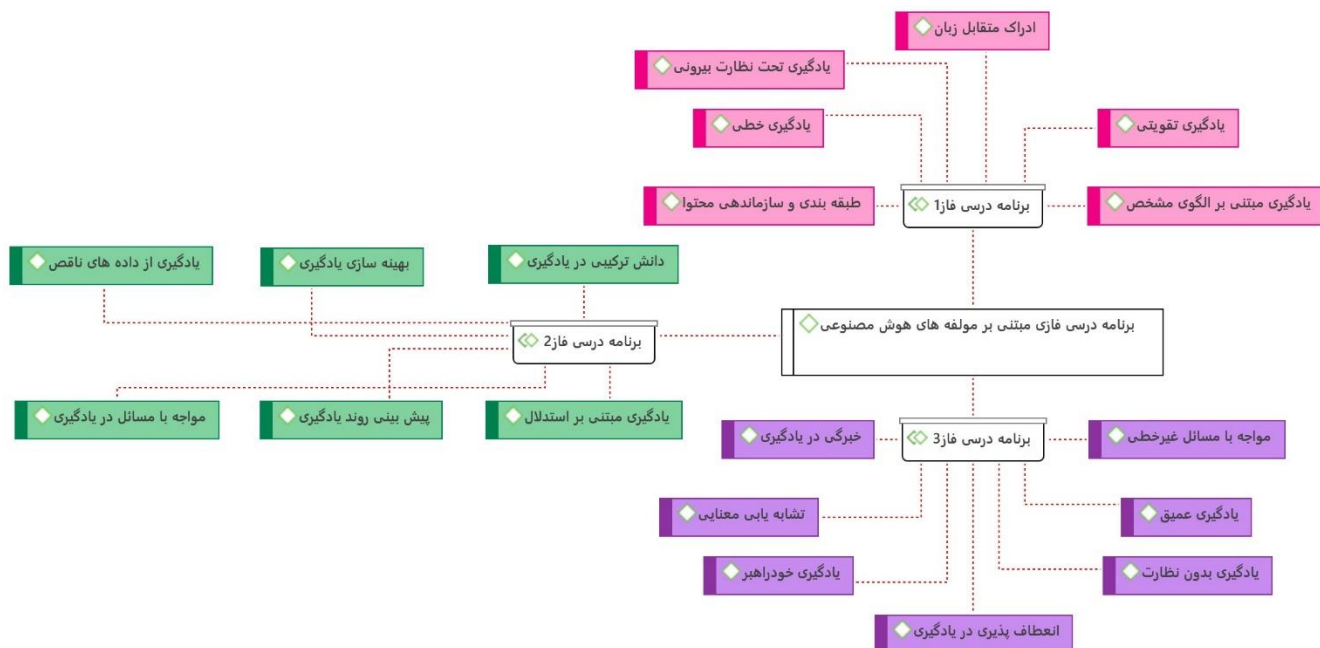 ادراک متقابل زبان
یادگیری تحت نظارت بیرونی
یادگیری خطی
یادگیری تقویتی
طبقه بندی و سازماندهی محتوا
برنامه درسی فاز1
یادگیری مبتنی بر الگوی مشخص
یادگیری از داده های ناقص
بهینه سازی یادگیری
دانش ترکیبی در یادگیری
برنامه درسی فاز2
برنامه درسی فازی مبتنی بر مولفه های هوش مصنوعی
مواجه با مسائل در یادگیری
پیش بینی روند یادگیری
یادگیری مبتنی بر استدلال
خبرگی در یادگیری
برنامه درسی فاز3
مواجه با مسائل غیرخطی
تشابه یابی معنایی
یادگیری عمیق
یادگیری خودراهبر
یادگیری بدون نظارت
انعطاف پذیری در یادگیری